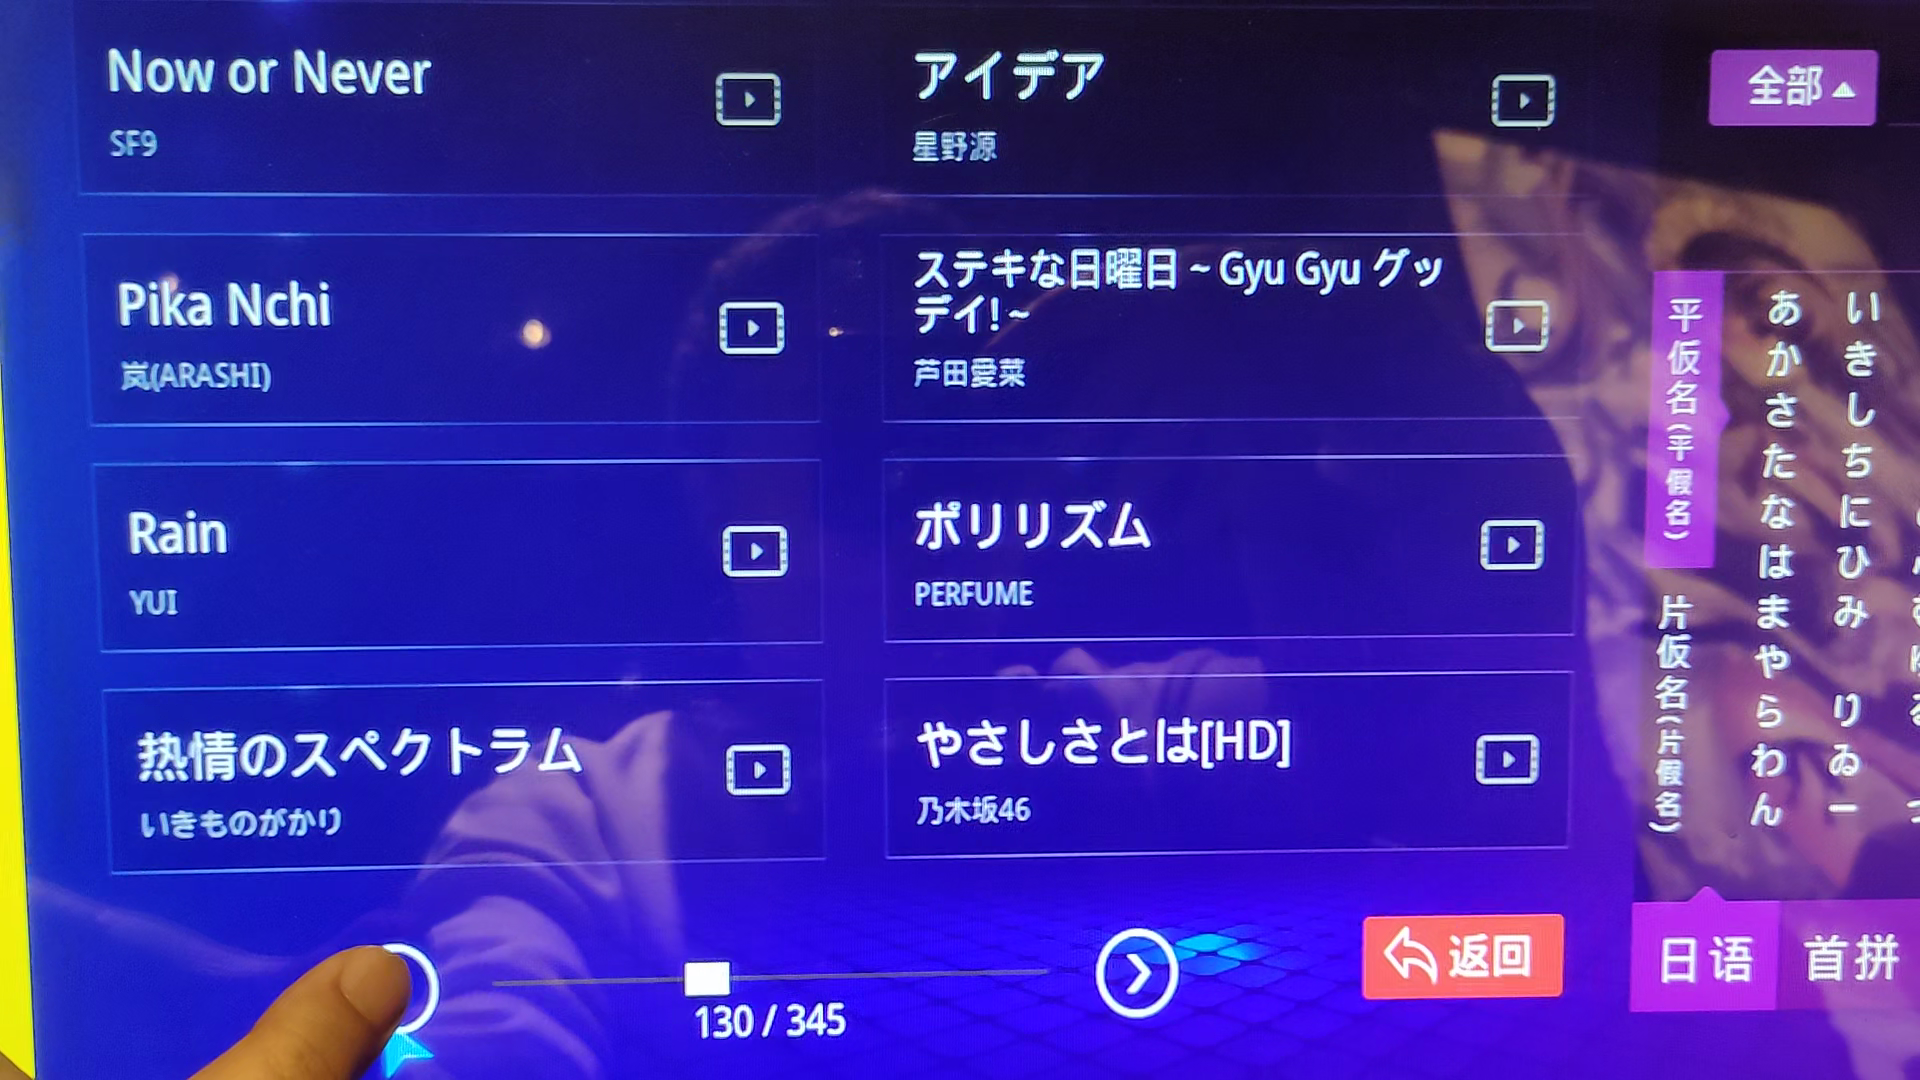 Now or Never
SF9
アイデア
星野源
Pika Nchi
岚(ARASHI)
ステキな日曜日 ~ Gyu Gyu グッ
デイ!~
芦田愛菜
Rain
YUI
ポリリズム
PERFUME
热情のスペクトラム
いきものがかり
やさしさとは[HD]
乃木坂46
130 / 345
返回
全部
平仮名(平假名)
片仮名(片假名)
あかさたなはまやらわん
いきしちにひみ りゐー
日语
首拼